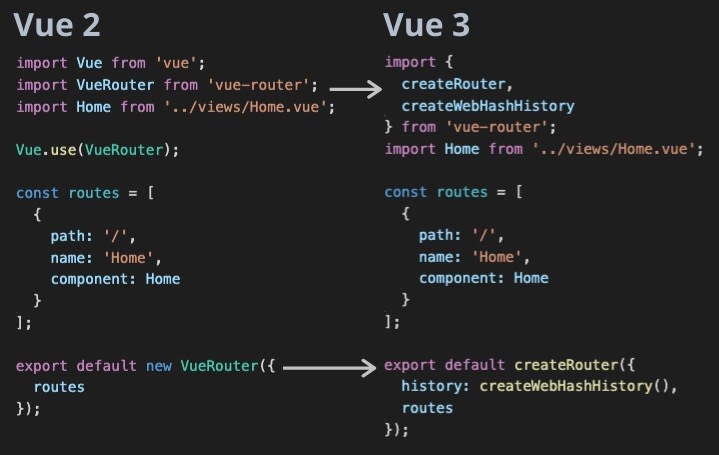 Vue 2
import Vue from 'vue';
import VueRouter from 'vue-router';
import Home from '../views/Home.vue';
Vue.use(VueRouter);
const routes = [
  {
    path: '/',
    name: 'Home',
    component: Home
  }
];
export default new VueRouter({
  routes
});
Vue 3
import {
  createRouter,
  createWebHashHistory
} from 'vue-router';
import Home from '../views/Home.vue';
const routes = [
  {
    path: '/',
    name: 'Home',
    component: Home
  }
];
export default createRouter({
  history: createWebHashHistory(),
  routes
});